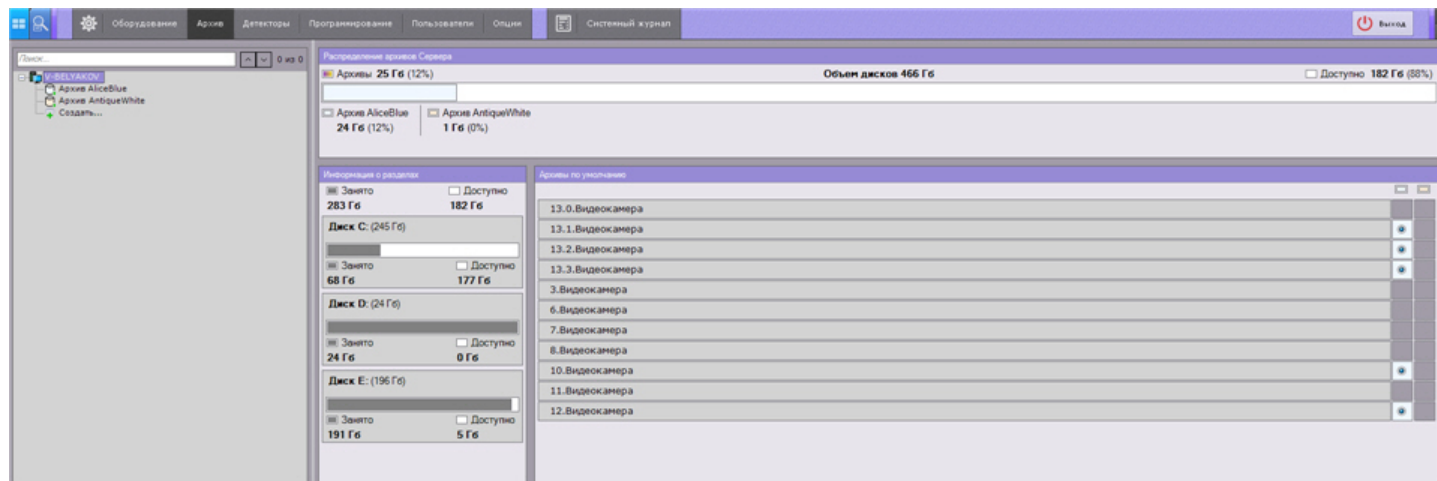 Оборудование Архив Детекторы Программирование Пользователи Опции Системный журнал Выход
Поиск... 0 из 0
V-BELYAKOV
Архив AliceBlue
Архив AntiqueWhite
Создать...
Распределение архивов Сервера
Архивы 25 Гб (12%) Объем дисков 466 Гб Доступно 182 Гб (88%)
Архив AliceBlue Архив AntiqueWhite
24 Гб (12%) 1 Гб (0%)
Информация о разделах
Занято Доступно
283 Гб 182 Гб
Диск C: (245 Гб)
Занято Доступно
68 Гб 177 Гб
Диск D: (24 Гб)
Занято Доступно
24 Гб 0 Гб
Диск E: (196 Гб)
Занято Доступно
191 Гб 5 Гб
Архивы по умолчанию
13.0.Видеокамера
13.1.Видеокамера
13.2.Видеокамера
13.3.Видеокамера
3.Видеокамера
6.Видеокамера
7.Видеокамера
8.Видеокамера
10.Видеокамера
11.Видеокамера
12.Видеокамера